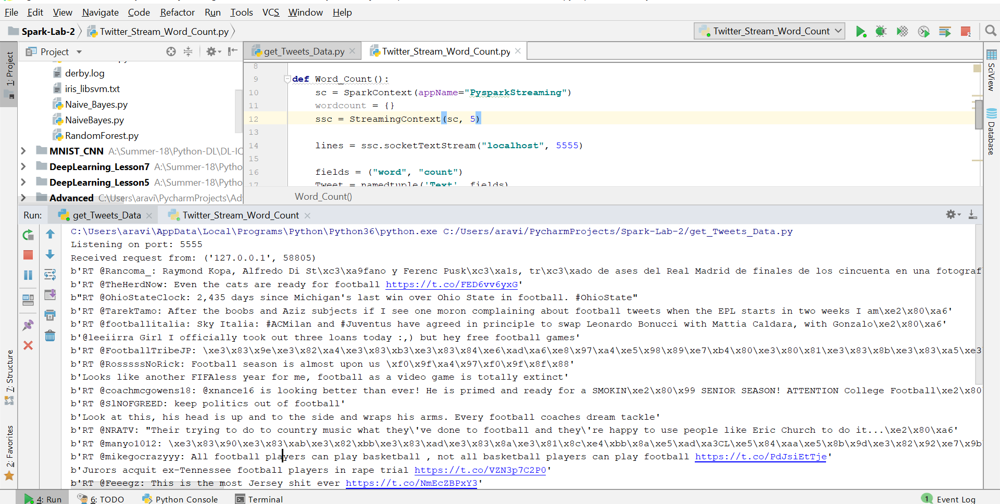 File Edit View Navigate Code Refactor Run Tools VCS Window Help
Spark-Lab-2 Twitter_Stream_Word_Count.py Twitter_Stream_Word_Count 2
1: Project
Project
derby.log
iris_libsvm.txt
Naive_Bayes.py
NaiveBayes.py
RandomForest.py
MNIST_CNN A:\Summer-18\Python-DL\DL-IC
DeepLearning_Lesson7 A:\Summer-18\Pytho
DeepLearning_Lesson5 A:\Summer-18\Pytho
Advanced C:\Users\aravi\PycharmProjects\Ad
get_Tweets_Data.py Twitter_Stream_Word_Count.py
8
9 def Word_Count():
10 sc = SparkContext(appName="PysparkStreaming")
11 wordcount = {}
12 ssc = StreamingContext(sc, 5)
13
14 lines = ssc.socketTextStream("localhost", 5555)
15
16 fields = ("word", "count")
17 Tweet = namedtuple('Text', fields)
Word_Count()
SciView
Database
Run: get_Tweets_Data Twitter_Stream_Word_Count
C:\Users\aravi\AppData\Local\Programs\Python\Python36\python.exe C:/Users/aravi/PycharmProjects/Spark-Lab-2/get_Tweets_Data.py
Listening on port: 5555
Received request from: ('127.0.0.1', 58805)
b'RT @Rancoma_: Raymond Kopa, Alfredo Di St\xc3\xa9fano y Ferenc Pusk\xc3\xa1s, tr\xc3\xado de ases del Real Madrid de finales de los cincuenta en una fotograf
b'RT @TheHerdNow: Even the cats are ready for football https://t.co/FED6vv6yxG'
b"RT @OhioStateClock: 2,435 days since Michigan's last win over Ohio State in football. #OhioState"
b'RT @TarekTamo: After the boobs and Aziz subjects if I see one moron complaining about football tweets when the EPL starts in two weeks I am\xe2\x80\xa6'
b'RT @footballitalia: Sky Italia: #ACMilan and #Juventus have agreed in principle to swap Leonardo Bonucci with Mattia Caldara, with Gonzalo\xe2\x80\xa6'
b'@leeiirra Girl I officially took out three loans today :,) but hey free football games'
b'RT @FootballTribeJP: \xe3\x83\x9e\xe3\x82\xa4\xe3\x83\xb3\xe3\x83\x84\xe6\xad\xa6\xe8\x97\xa4\xe5\x98\x89\xe7\xb4\x80\xe3\x80\x81\xe3\x83\x8b\xe3\x83\xa5\xe3
b'RT @RosssssNoRick: Football season is almost upon us \xf0\x9f\xa4\x97\xf0\x9f\x8f\x88'
b'Looks like another FIFAless year for me, football as a video game is totally extinct'
b'RT @coachmcgowens18: @xnance16 is looking better than ever! He is primed and ready for a SMOKIN\xe2\x80\x99 SENIOR SEASON! ATTENTION College Football\xe2\x80
b'RT @SlNOFGREED: keep politics out of football'
b'Look at this, his head is up and to the side and wraps his arms. Every football coaches dream tackle'
b'RT @NRATV: "Their trying to do to country music what they\'ve done to football and they\'re happy to use people like Eric Church to do it...\xe2\x80\xa6'
b'RT @manyo1012: \xe3\x83\x90\xe3\x83\xab\xe3\x82\xbb\xe3\x83\xad\xe3\x83\x8a\xe3\x81\x8c\xe4\xbb\x8a\xe5\xad\xa3CL\xe5\x84\xaa\xe5\x8b\x9d\xe3\x82\x92\xe7\x9b
b'RT @mikegocrazyyy: All football players can play basketball , not all basketball players can play football https://t.co/PdJsiEtTje'
b'Jurors acquit ex-Tennessee football players in rape trial https://t.co/VZN3p7C2P0'
b'RT @Feeegz: This is the most Jersey shit ever https://t.co/NmEcZBPxY3'
7: Structure
2: Favorites
4: Run 6: TODO Python Console Terminal 1 Event Log